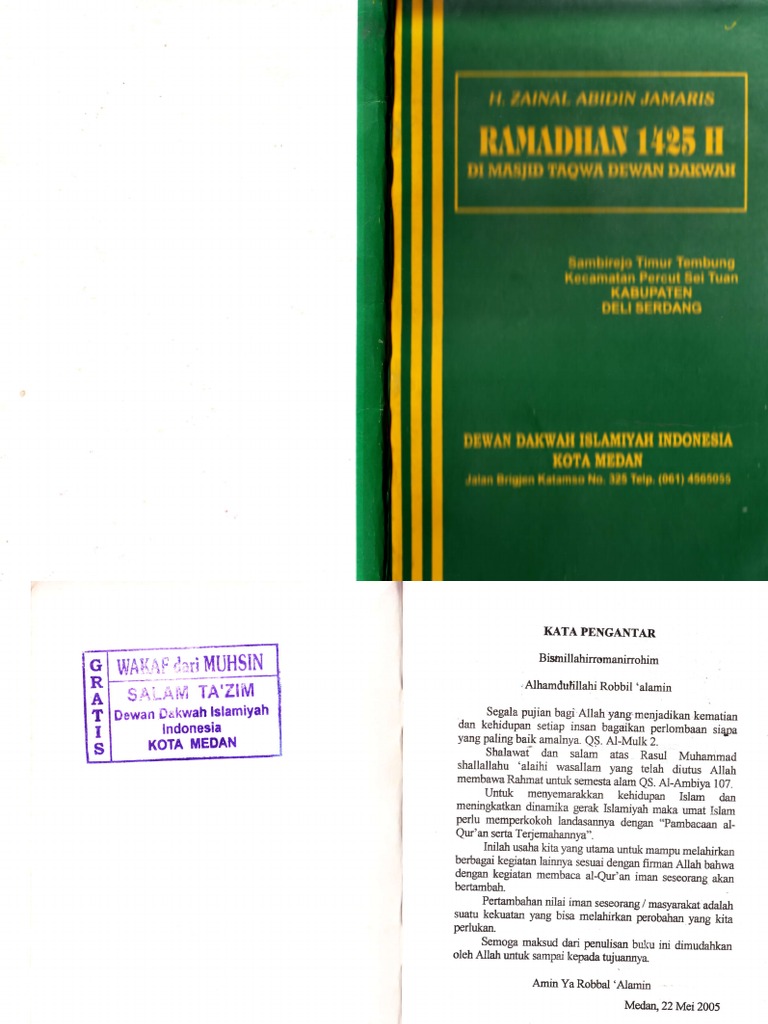 H. ZAINAL ABIDIN JAMARIS
RAMADHAN 1425 H
DI MASJID TAQWA DEWAN DAKWAH
Sambirejo Timur Tembung
Kecamatan Percut Sei Tuan
KABUPATEN
DELI SERDANG
DEWAN DAKWAH ISLAMIYAH INDONESIA
KOTA MEDAN
Jalan Brigjen Katamso No. 325 Telp. (061) 4565055
GRATIS
WAKAF dari MUHSIN
SALAM TA'ZIM
Dewan Dakwah Islamiyah
Indonesia
KOTA MEDAN
KATA PENGANTAR
Bismillahirromanirrohim
Alhamdulillahi Robbil 'alamin
Segala pujian bagi Allah yang menjadikan kematian
dan kehidupan setiap insan bagaikan perlombaan siapa
yang paling baik amalnya. QS. Al-Mulk 2.
Shalawat dan salam atas Rasul Muhammad
shallallahu 'alaihi wasallam yang telah diutus Allah
membawa Rahmat untuk semesta alam QS. Al-Ambiya 107.
Untuk menyemarakkan kehidupan Islam dan
meningkatkan dinamika gerak Islamiyah maka umat Islam
perlu memperkokoh landasannya dengan "Pambacaan al-
Qur'an serta Terjemahannya".
Inilah usaha kita yang utama untuk mampu melahirkan
berbagai kegiatan lainnya sesuai dengan firman Allah bahwa
dengan kegiatan membaca al-Qur'an iman seseorang akan
bertambah.
Pertambahan nilai iman seseorang / masyarakat adalah
suatu kekuatan yang bisa melahirkan perobahan yang kita
perlukan.
Semoga maksud dari penulisan buku ini dimudahkan
oleh Allah untuk sampai kepada tujuannya.
Amin Ya Robbal 'Alamin
Medan, 22 Mei 2005